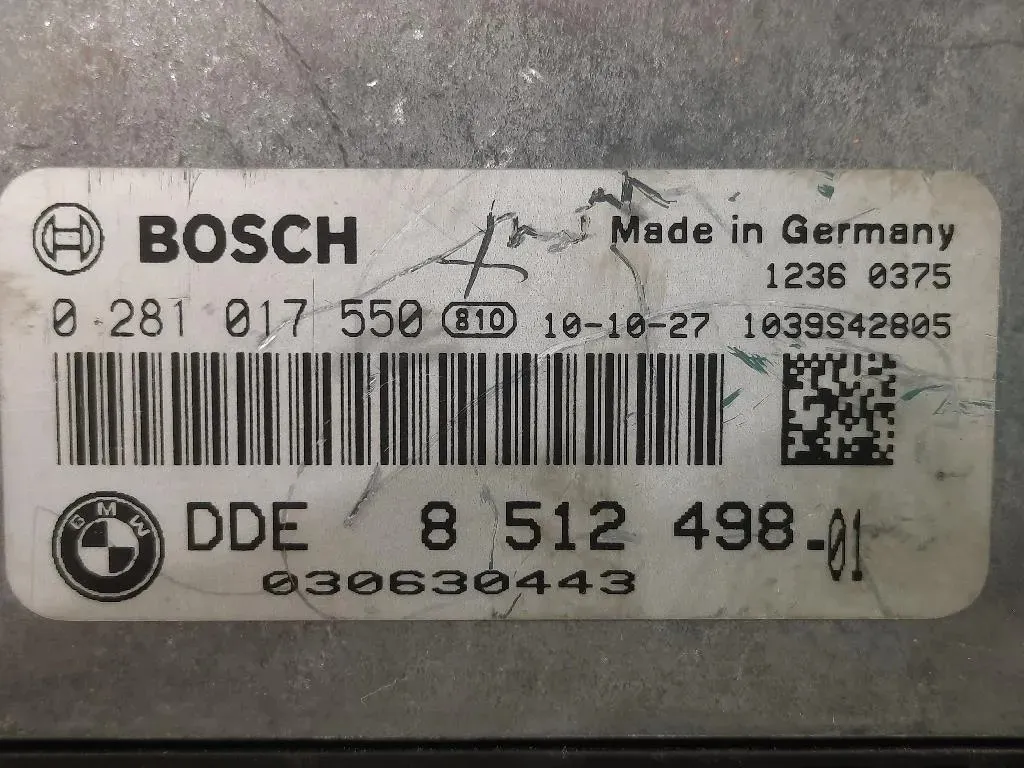 BOSCH
Made in Germany
1236 0375
0 281 017 550 810 10-10-27 1039S42805
BMW
DDE 8 512 498-01
030630443